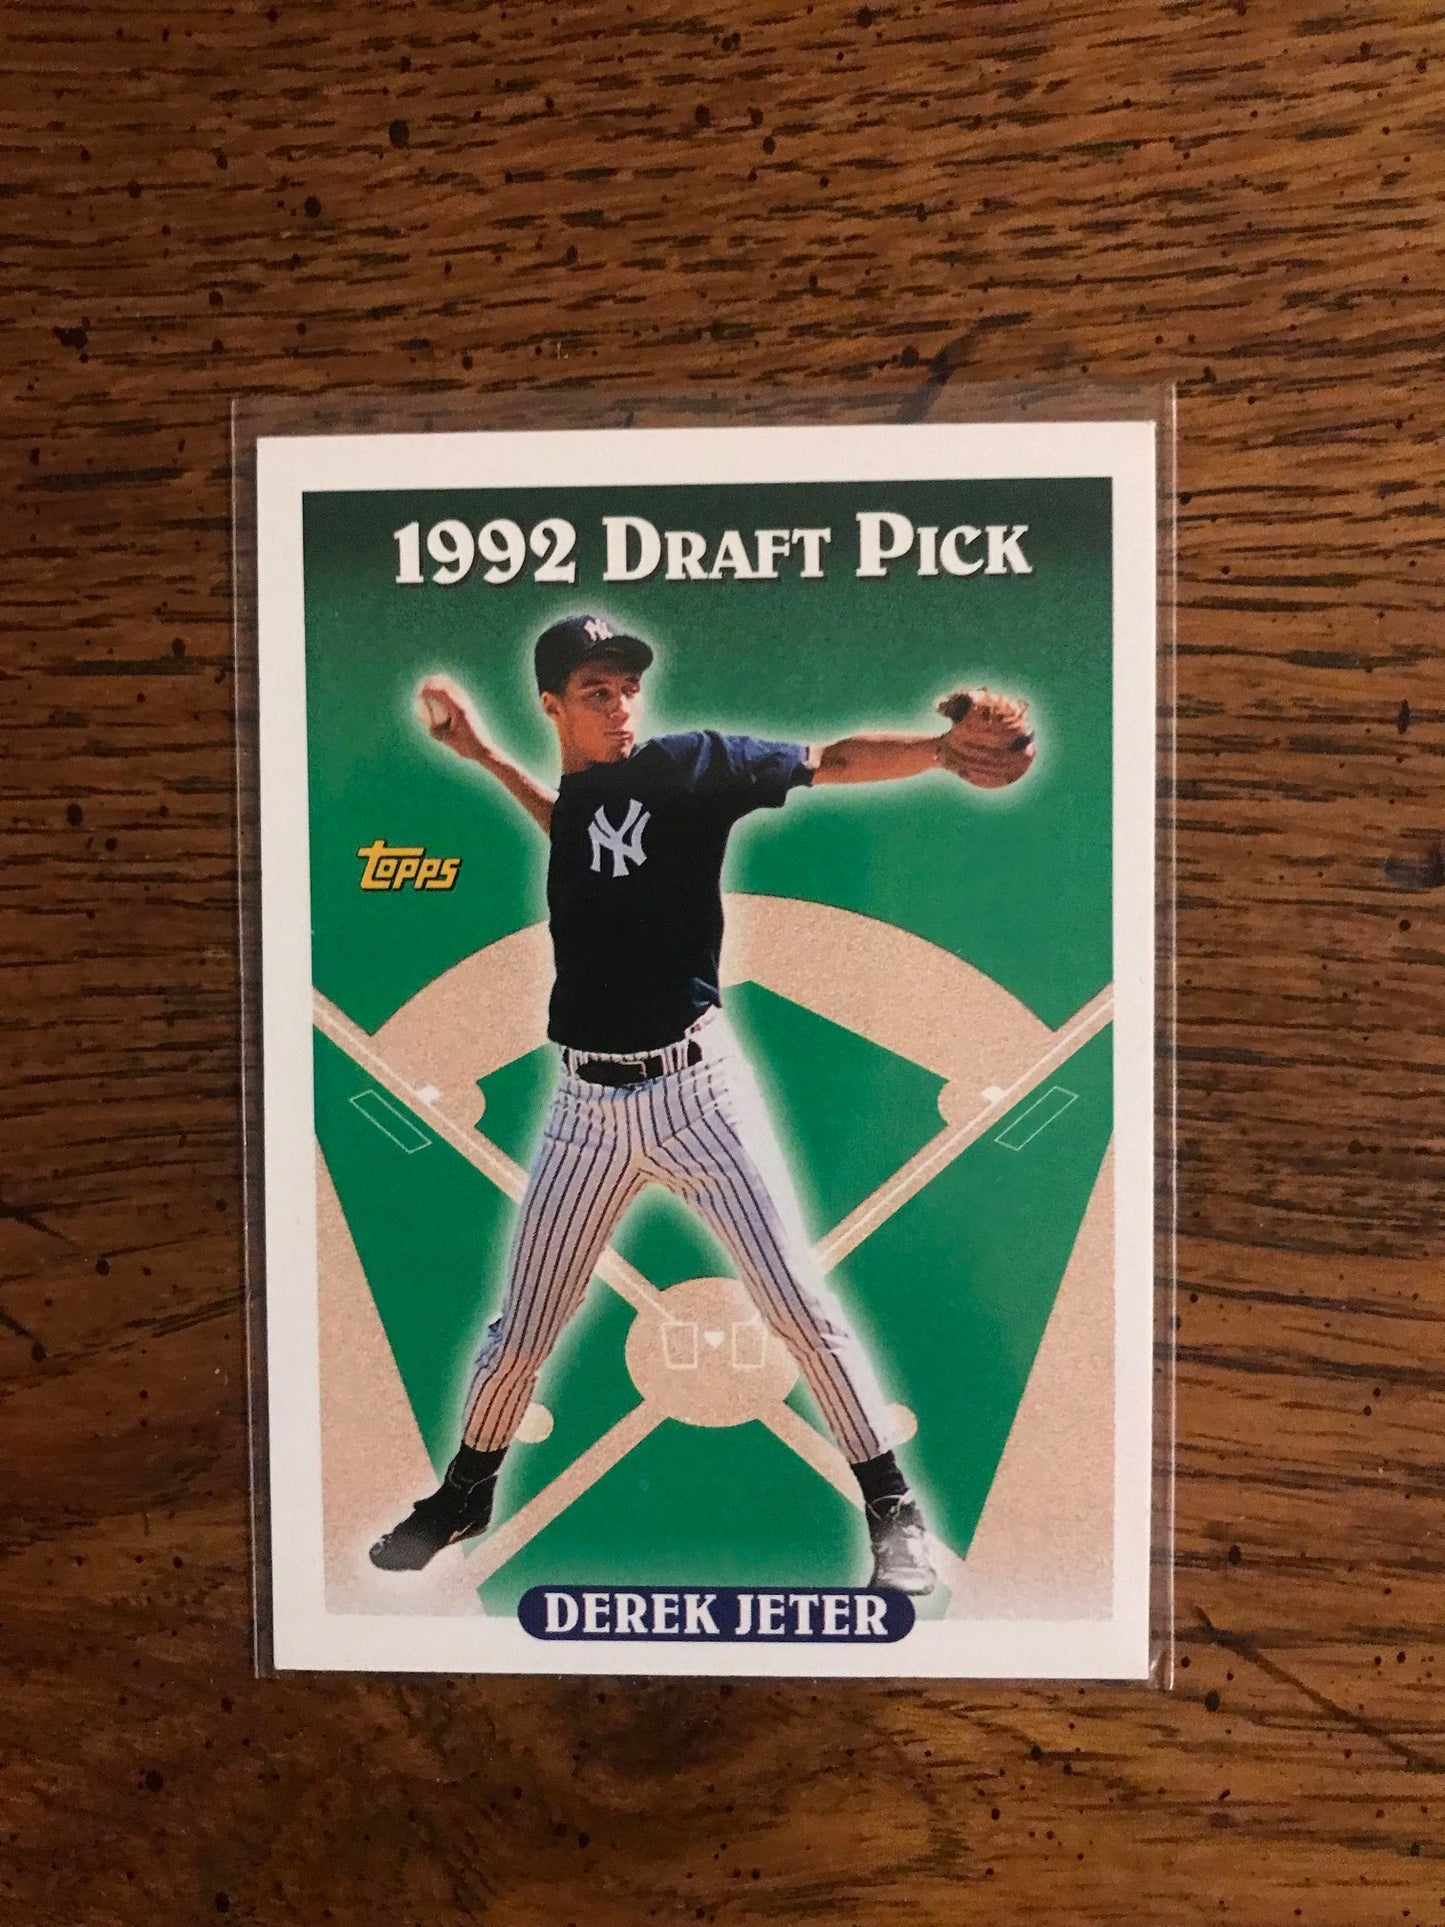 1992 DRAFT PICK
NY
NY
TOPPS
DEREK JETER